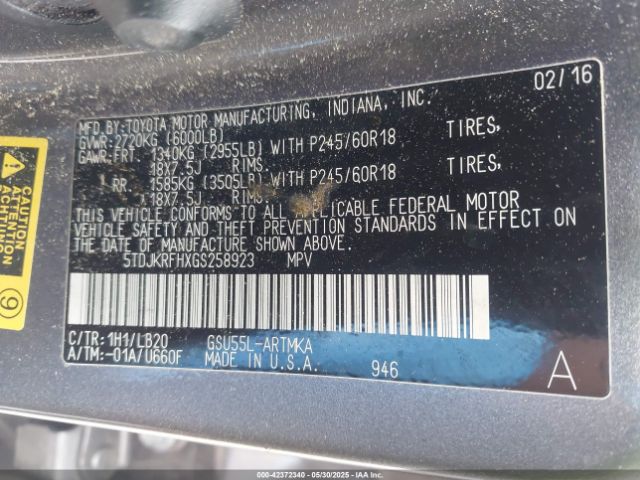 02/16
MFD.BY:TOYOTA MOTOR MANUFACTURING, INDIANA, INC.
GVWR:2720KG (6000LB)
GAWR:FRT 1340KG (2955LB) WITH P245/60R18 TIRES,
18X7.5J RIMS,
RR 1585KG (3505LB) WITH P245/60R18 TIRES,
18X7.5J RIMS
THIS VEHICLE CONFORMS TO ALL APPLICABLE FEDERAL MOTOR
VEHICLE SAFETY AND THEFT PREVENTION STANDARDS IN EFFECT ON
THE DATE OF MANUFACTURE SHOWN ABOVE.
5TDJKRFHXGS258923 MPV
C/TR:1H1/LB20 GSU55L-ARTMKA
A/TM:-01A/U660F MADE IN U.S.A.
946
A
ATTENTION
9
000-42372340 - 05/30/2025 - COPYRIGHT IAA, LLC